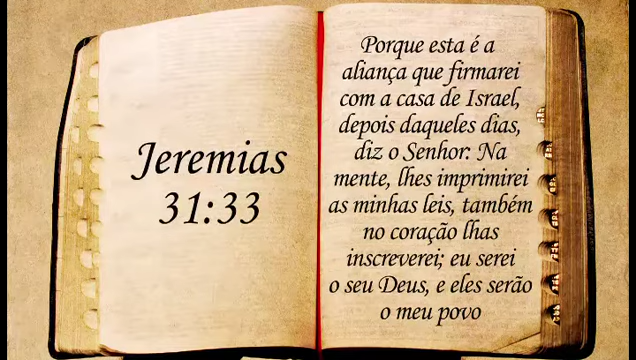 Jeremias
31:33
Porque esta é a
aliança que firmarei
com a casa de Israel,
depois daqueles dias,
diz o Senhor: Na
mente, lhes imprimirei
as minhas leis, também
no coração lhas
inscreverei; eu serei
o seu Deus, e eles serão
o meu povo